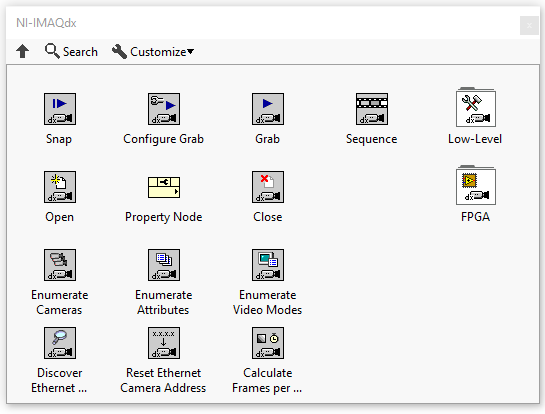 NI-IMAQdx
Search Customize
Snap Configure Grab Grab Sequence Low-Level
Open Property Node Close FPGA
Enumerate Cameras
Enumerate Attributes
Enumerate Video Modes
Discover Ethernet ...
Reset Ethernet Camera Address
Calculate Frames per ...
dx
x.x.x.x